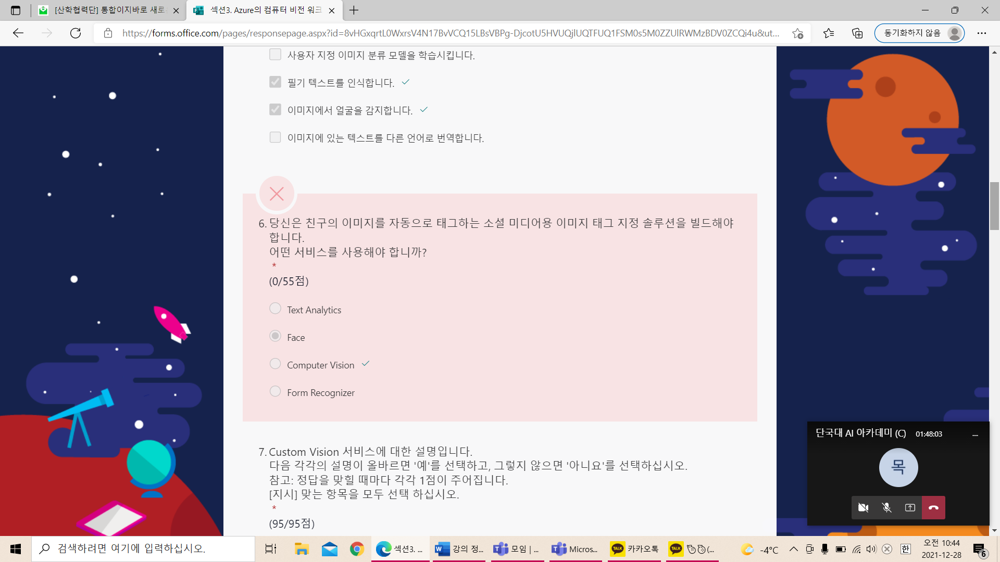 [산학협력단] 통합이지바로 새로
섹션3. Azure의 컴퓨터 비전 워크
https://forms.office.com/pages/responsepage.aspx?id=8vHGxqrtL0WxrsV4N17BvVCQ15LBsVBPg-DjcotU5HVUQjlUQTFUQ1FSM0s5M0ZZUlRWMzBDV0ZCQi4u&ut...
동기화하지 않음
사용자 지정 이미지 분류 모델을 학습시킵니다.
필기 텍스트를 인식합니다.
이미지에서 얼굴을 감지합니다.
이미지에 있는 텍스트를 다른 언어로 번역합니다.
6. 당신은 친구의 이미지를 자동으로 태그하는 소셜 미디어용 이미지 태그 지정 솔루션을 빌드해야
합니다.
어떤 서비스를 사용해야 합니까?
*
(0/55점)
Text Analytics
Face
Computer Vision
Form Recognizer
7. Custom Vision 서비스에 대한 설명입니다.
다음 각각의 설명이 올바르면 '예'를 선택하고, 그렇지 않으면 '아니요'를 선택하십시오.
참고: 정답을 맞힐 때마다 각각 1점이 주어집니다.
[지시] 맞는 항목을 모두 선택 하십시오.
*
(95/95점)
단국대 AI 아카데미 (C) 01:48:03
목
검색하려면 여기에 입력하십시오.
섹션3. ...
강의 정...
모임 | ...
Micros...
TALK
카카오톡
TALK
-4°C
한
오전 10:44
2021-12-28
6